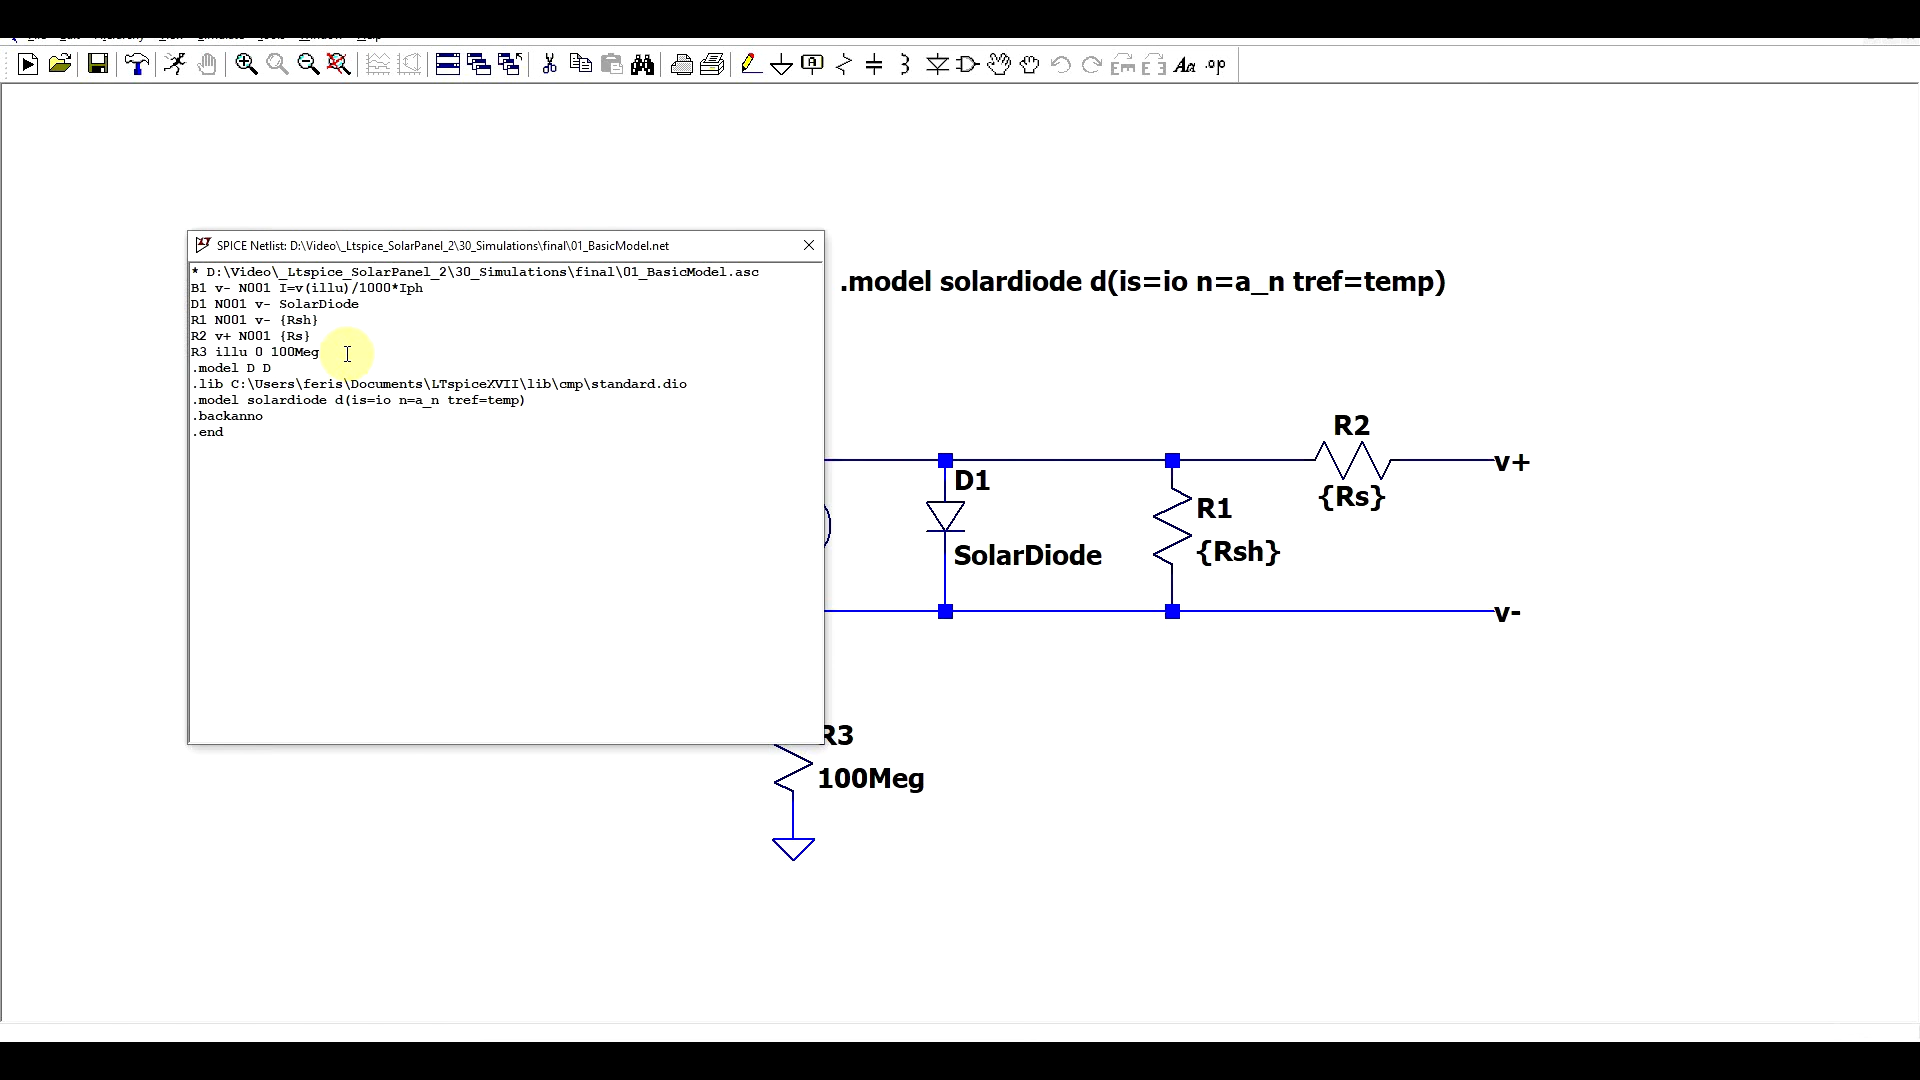 SPICE Netlist: D:\Video\_Ltspice_SolarPanel_2\30_Simulations\final\01_BasicModel.net
* D:\Video\_Ltspice_SolarPanel_2\30_Simulations\final\01_BasicModel.asc
B1 v- N001 I=v(illu)/1000*Iph
D1 N001 v- SolarDiode
R1 N001 v- {Rsh}
R2 v+ N001 {Rs}
R3 illu 0 100Meg
.model D D
.lib C:\Users\feris\Documents\LTspiceXVII\lib\cmp\standard.dio
.model solardiode d(is=io n=a_n tref=temp)
.backanno
.end
.model solardiode d(is=io n=a_n tref=temp)
R2
{Rs}
v+
D1
SolarDiode
R1
{Rsh}
v-
R3
100Meg